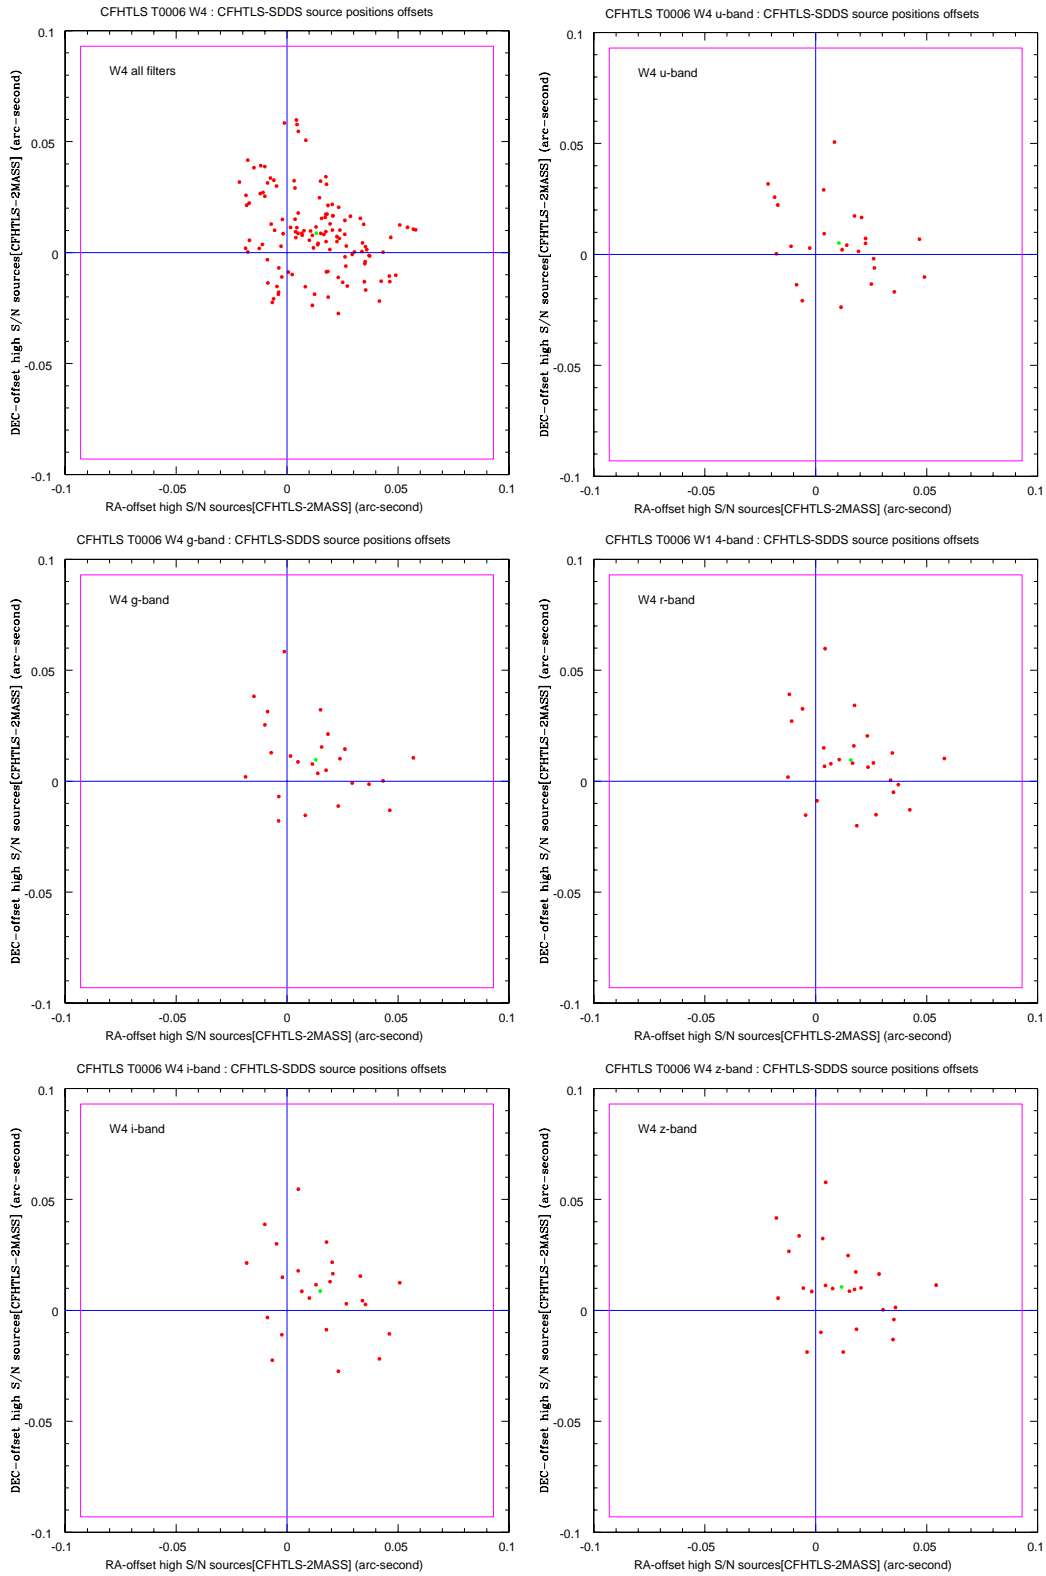 CFHTLS T0006 W4 : CFHTLS-SDDS source positions offsets
W4 all filters
DEC-offset high S/N sources[CFHTLS-2MASS] (arc-second)
0.1
0.05
0
-0.05
-0.1
-0.1
-0.05
0
0.05
0.1
RA-offset high S/N sources[CFHTLS-2MASS] (arc-second)
CFHTLS T0006 W4 u-band : CFHTLS-SDDS source positions offsets
W4 u-band
DEC-offset high S/N sources[CFHTLS-2MASS] (arc-second)
0.1
0.05
0
-0.05
-0.1
-0.1
-0.05
0
0.05
0.1
RA-offset high S/N sources[CFHTLS-2MASS] (arc-second)
CFHTLS T0006 W4 g-band : CFHTLS-SDDS source positions offsets
W4 g-band
DEC-offset high S/N sources[CFHTLS-2MASS] (arc-second)
0.1
0.05
0
-0.05
-0.1
-0.1
-0.05
0
0.05
0.1
RA-offset high S/N sources[CFHTLS-2MASS] (arc-second)
CFHTLS T0006 W1 4-band : CFHTLS-SDDS source positions offsets
W4 r-band
DEC-offset high S/N sources[CFHTLS-2MASS] (arc-second)
0.1
0.05
0
-0.05
-0.1
-0.1
-0.05
0
0.05
0.1
RA-offset high S/N sources[CFHTLS-2MASS] (arc-second)
CFHTLS T0006 W4 i-band : CFHTLS-SDDS source positions offsets
W4 i-band
DEC-offset high S/N sources[CFHTLS-2MASS] (arc-second)
0.1
0.05
0
-0.05
-0.1
-0.1
-0.05
0
0.05
0.1
RA-offset high S/N sources[CFHTLS-2MASS] (arc-second)
CFHTLS T0006 W4 z-band : CFHTLS-SDDS source positions offsets
W4 z-band
DEC-offset high S/N sources[CFHTLS-2MASS] (arc-second)
0.1
0.05
0
-0.05
-0.1
-0.1
-0.05
0
0.05
0.1
RA-offset high S/N sources[CFHTLS-2MASS] (arc-second)